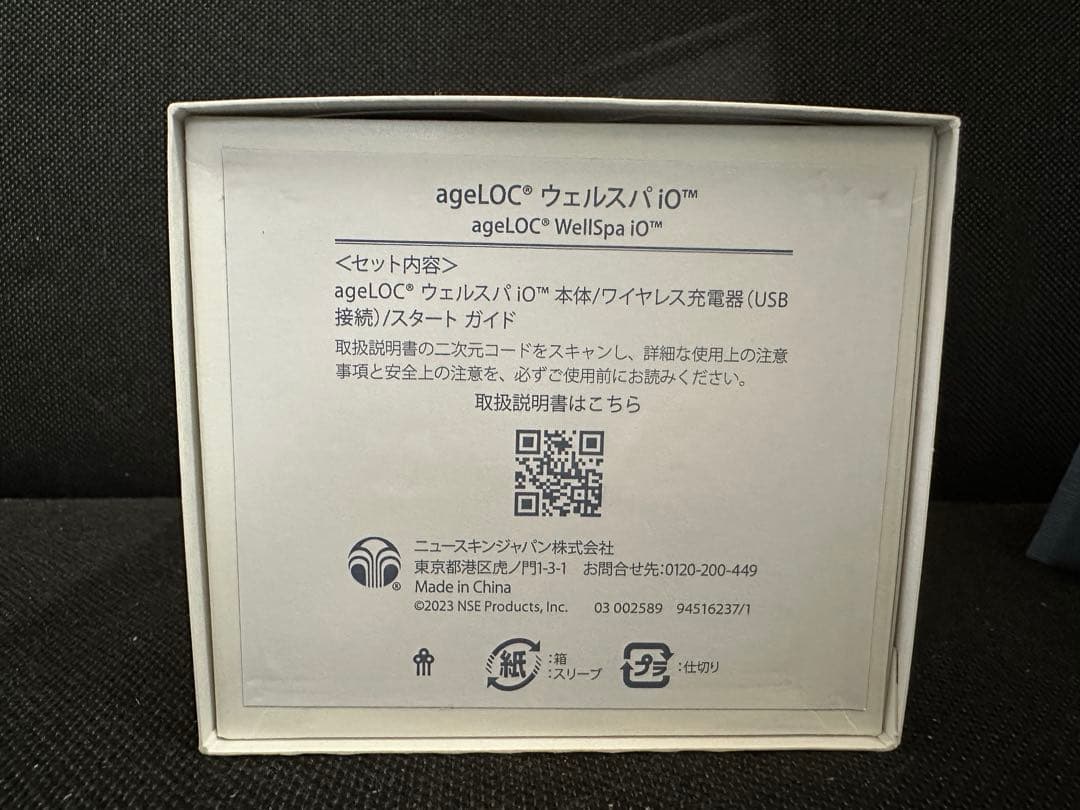 ageLOC® ウェルスパ iO™
ageLOC® WellSpa iO™
＜セット内容＞
ageLOC® ウェルスパ iO™ 本体/ワイヤレス充電器(USB
接続)/スタート ガイド
取扱説明書の二次元コードをスキャンし、詳細な使用上の注意
事項と安全上の注意を、必ずご使用前にお読みください。
取扱説明書はこちら
ニュースキンジャパン株式会社
東京都港区虎ノ門1-3-1 お問合せ先:0120-200-449
Made in China
©2023 NSE Products, Inc. 03 002589 94516237/1
紙 :箱
:スリーブ
プラ :仕切り